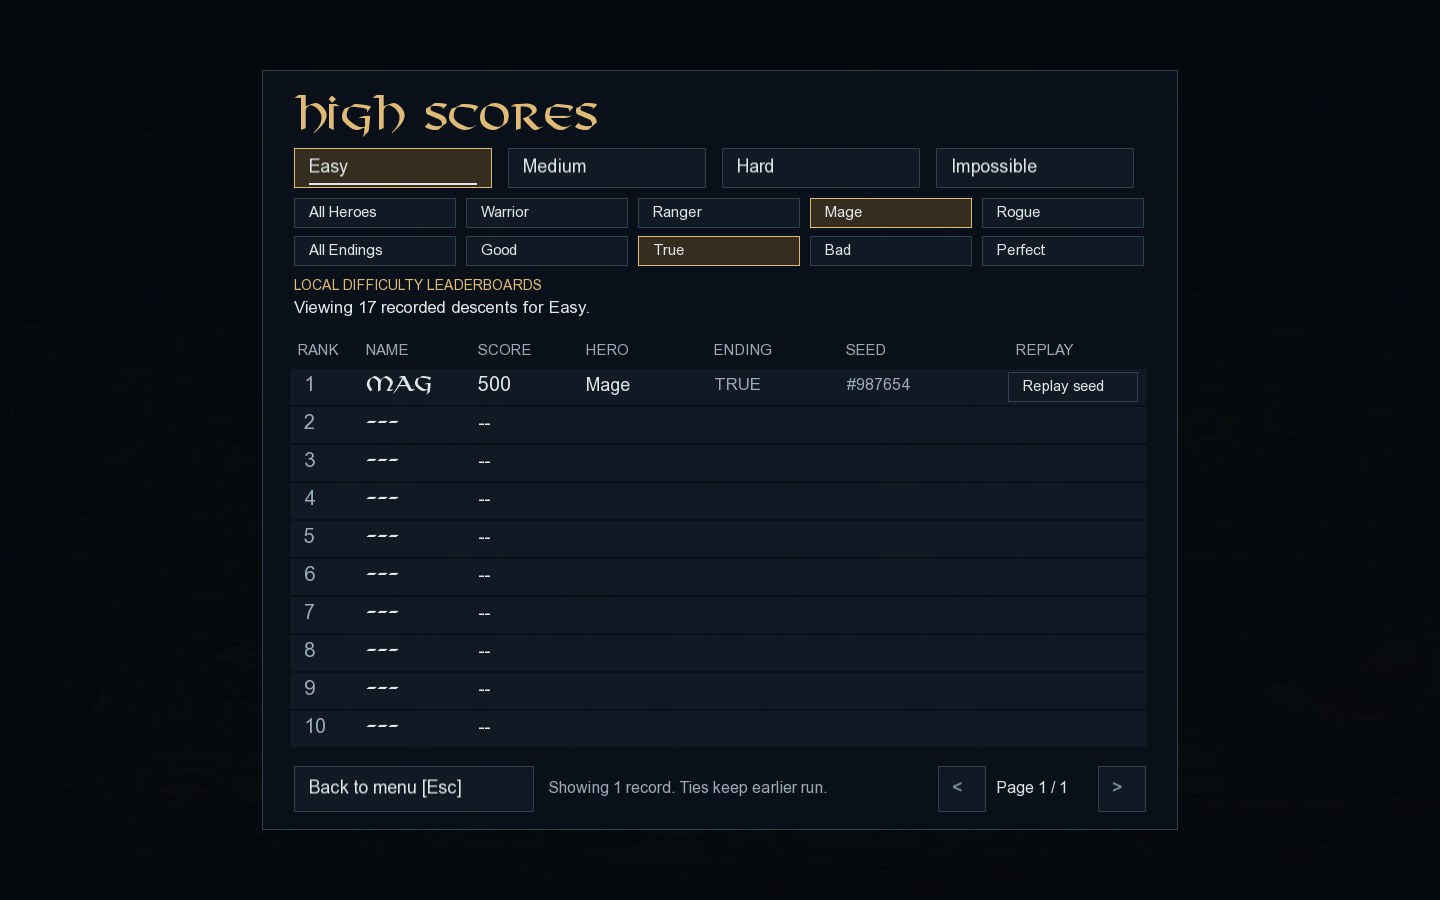 high scores
Easy Medium Hard Impossible
All Heroes Warrior Ranger Mage Rogue
All Endings Good True Bad Perfect
LOCAL DIFFICULTY LEADERBOARDS
Viewing 17 recorded descents for Easy.
RANK NAME SCORE HERO ENDING SEED REPLAY
1 MAG 500 Mage TRUE #987654 Replay seed
2 --- --
3 --- --
4 --- --
5 --- --
6 --- --
7 --- --
8 --- --
9 --- --
10 --- --
Back to menu [Esc] Showing 1 record. Ties keep earlier run. < Page 1 / 1 >